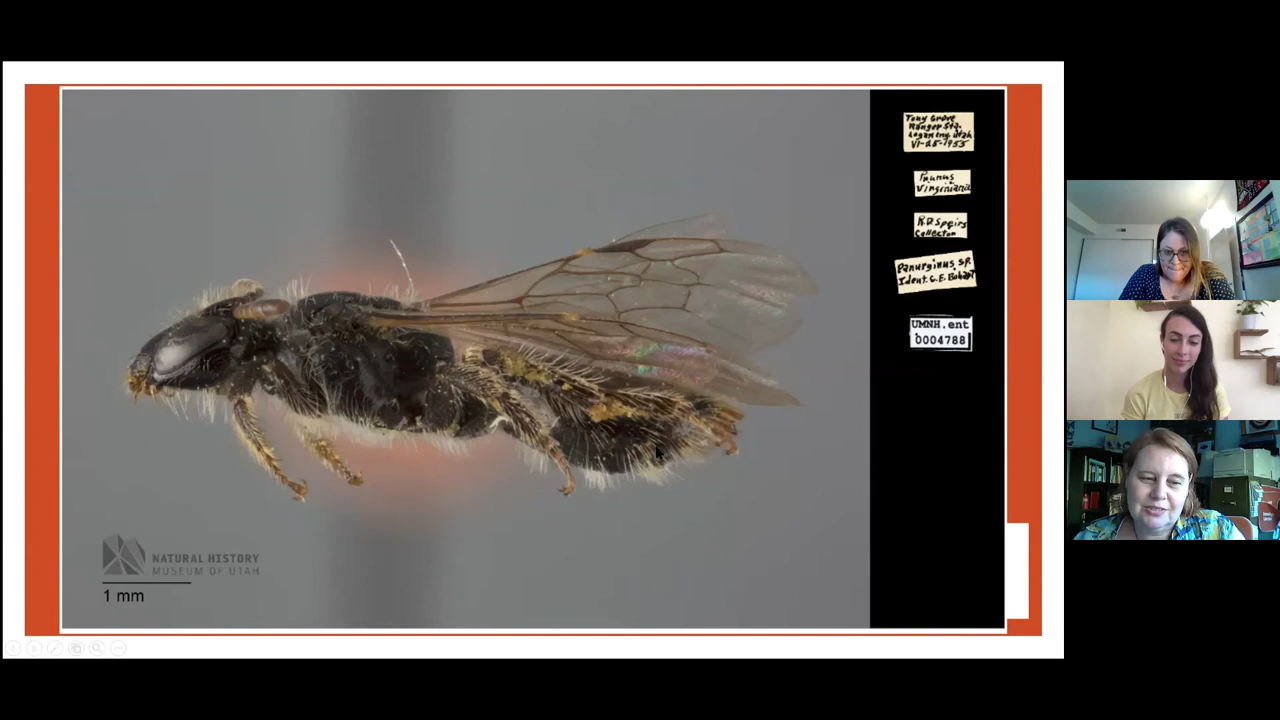 Tony Grove
Ranger Sta.
Logan Cny. Utah
VI-25-1955
Prunus
Virginiana
Collector
Panurginus sp.
Ident. G.E. Bohart
UMNH.ent
0004788
NATURAL HISTORY
MUSEUM OF UTAH
1 mm